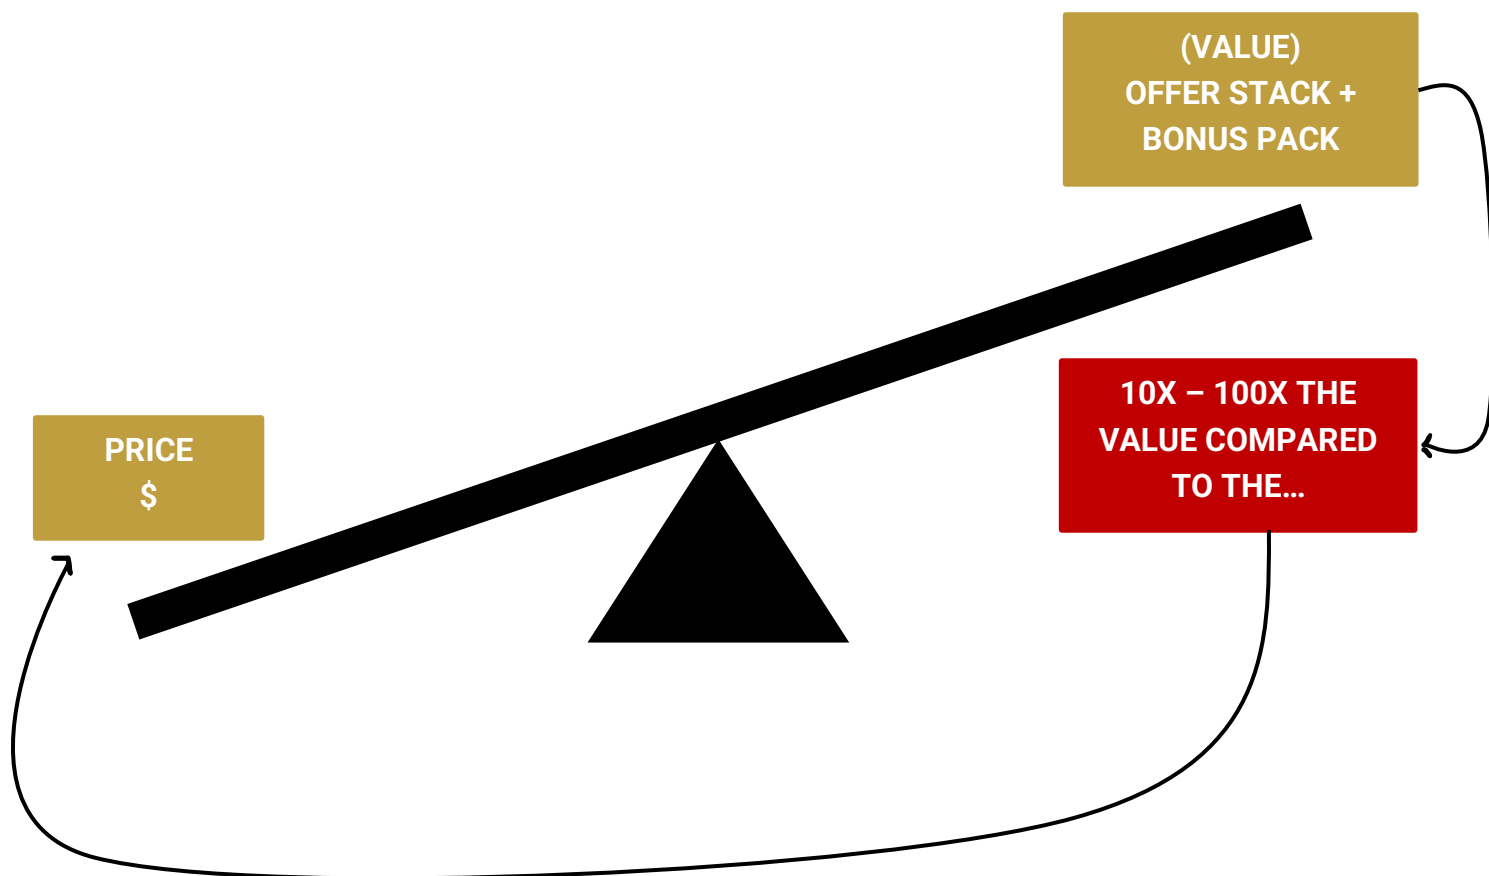 (VALUE)
OFFER STACK +
BONUS PACK
10X – 100X THE
VALUE COMPARED
TO THE...
PRICE
$